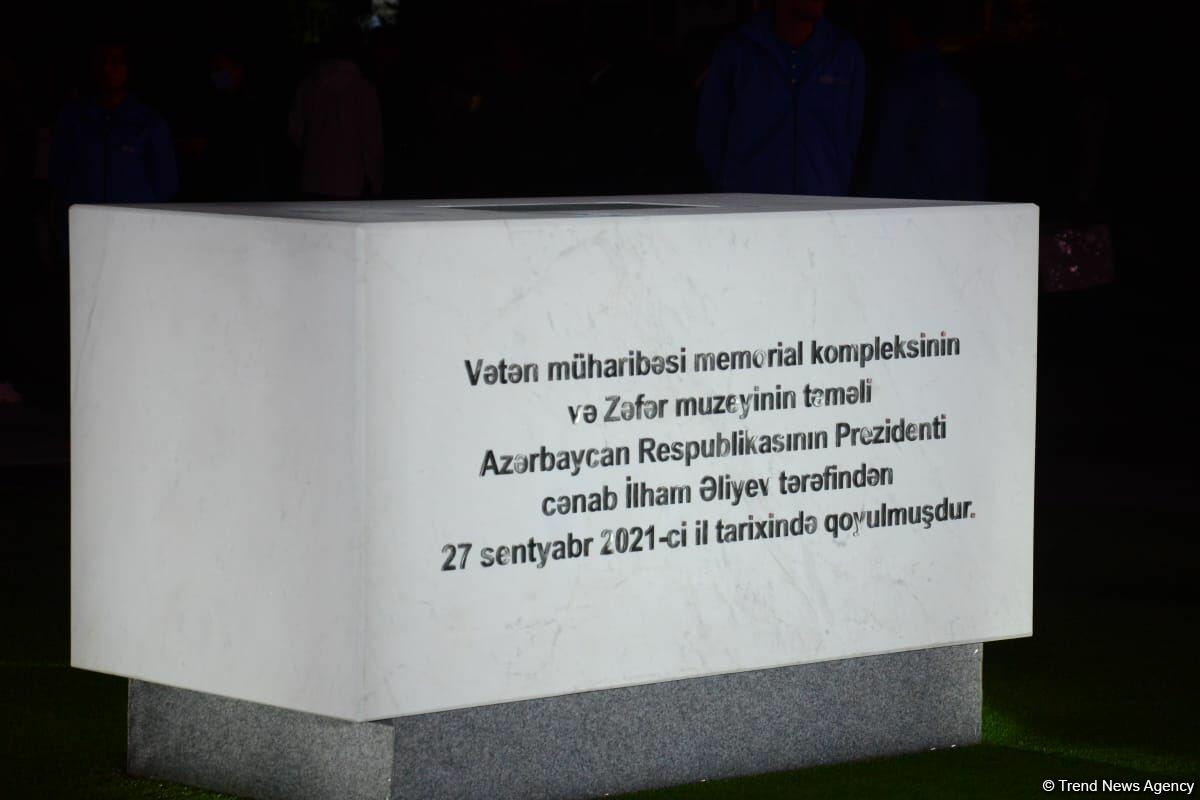 Vətən müharibəsi memorial kompleksinin
və Zəfər muzeyinin təməli
Azərbaycan Respublikasının Prezidenti
cənab İlham Əliyev tərəfindən
27 sentyabr 2021-ci il tarixində qoyulmuşdur.
© Trend News Agency